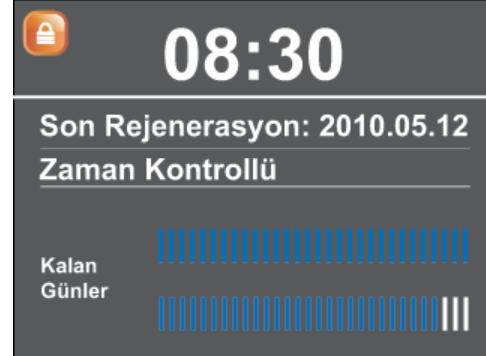 08:30
Son Rejenerasyon: 2010.05.12
Zaman Kontrollü
Kalan
Günler